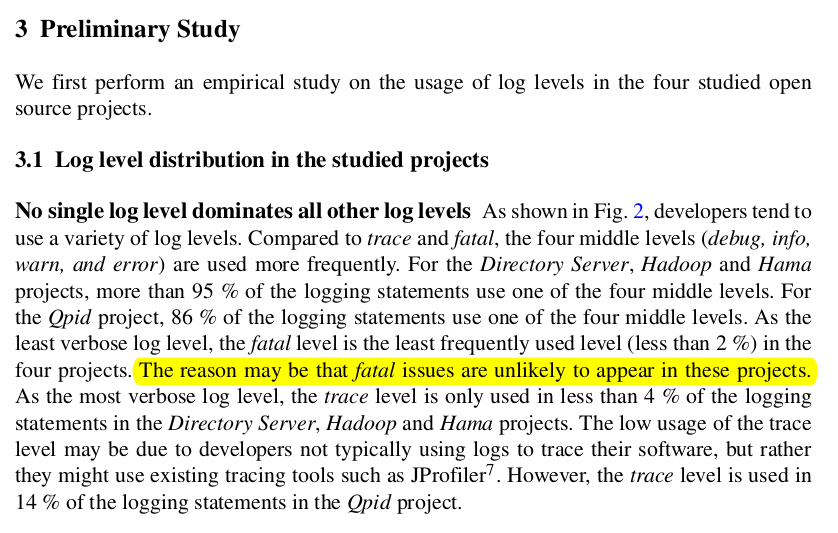 3 Preliminary Study
We first perform an empirical study on the usage of log levels in the four studied open
source projects.
3.1 Log level distribution in the studied projects
No single log level dominates all other log levels As shown in Fig. 2, developers tend to
use a variety of log levels. Compared to trace and fatal, the four middle levels (debug, info,
warn, and error) are used more frequently. For the Directory Server, Hadoop and Hama
projects, more than 95 % of the logging statements use one of the four middle levels. For
the Qpid project, 86 % of the logging statements use one of the four middle levels. As the
least verbose log level, the fatal level is the least frequently used level (less than 2 %) in the
four projects. The reason may be that fatal issues are unlikely to appear in these projects.
As the most verbose log level, the trace level is only used in less than 4 % of the logging
statements in the Directory Server, Hadoop and Hama projects. The low usage of the trace
level may be due to developers not typically using logs to trace their software, but rather
they might use existing tracing tools such as JProfiler7. However, the trace level is used in
14 % of the logging statements in the Qpid project.